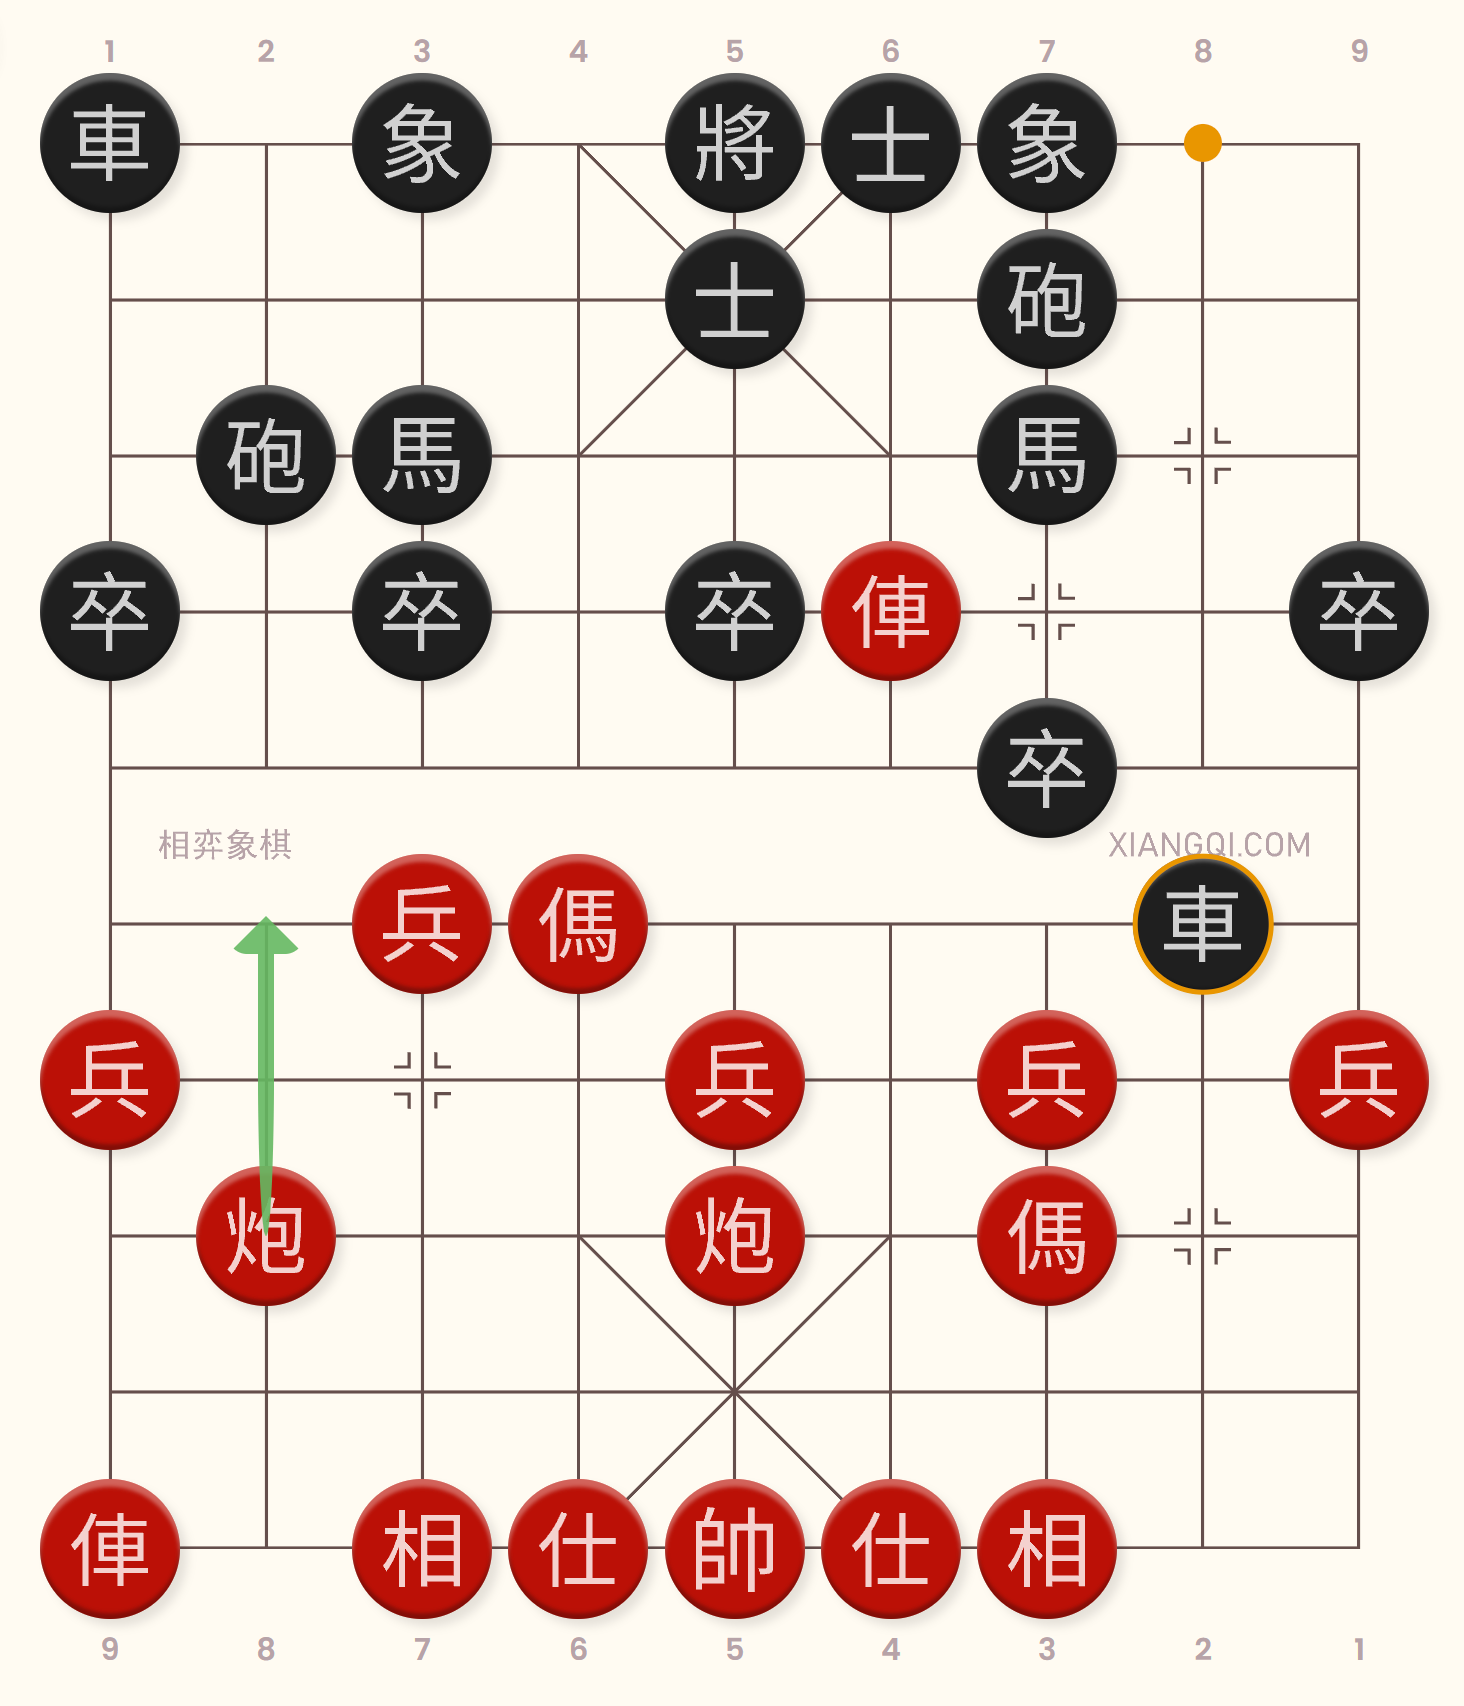 1 2 3 4 5 6 7 8 9
車 象 將 士 象
士 砲
砲 馬 馬
卒 卒 卒 俥 卒
卒
相弈象棋 XIANGQI.COM
兵 傌 車
兵 兵 兵 兵
炮 炮 傌
俥 相 仕 帥 仕 相
9 8 7 6 5 4 3 2 1